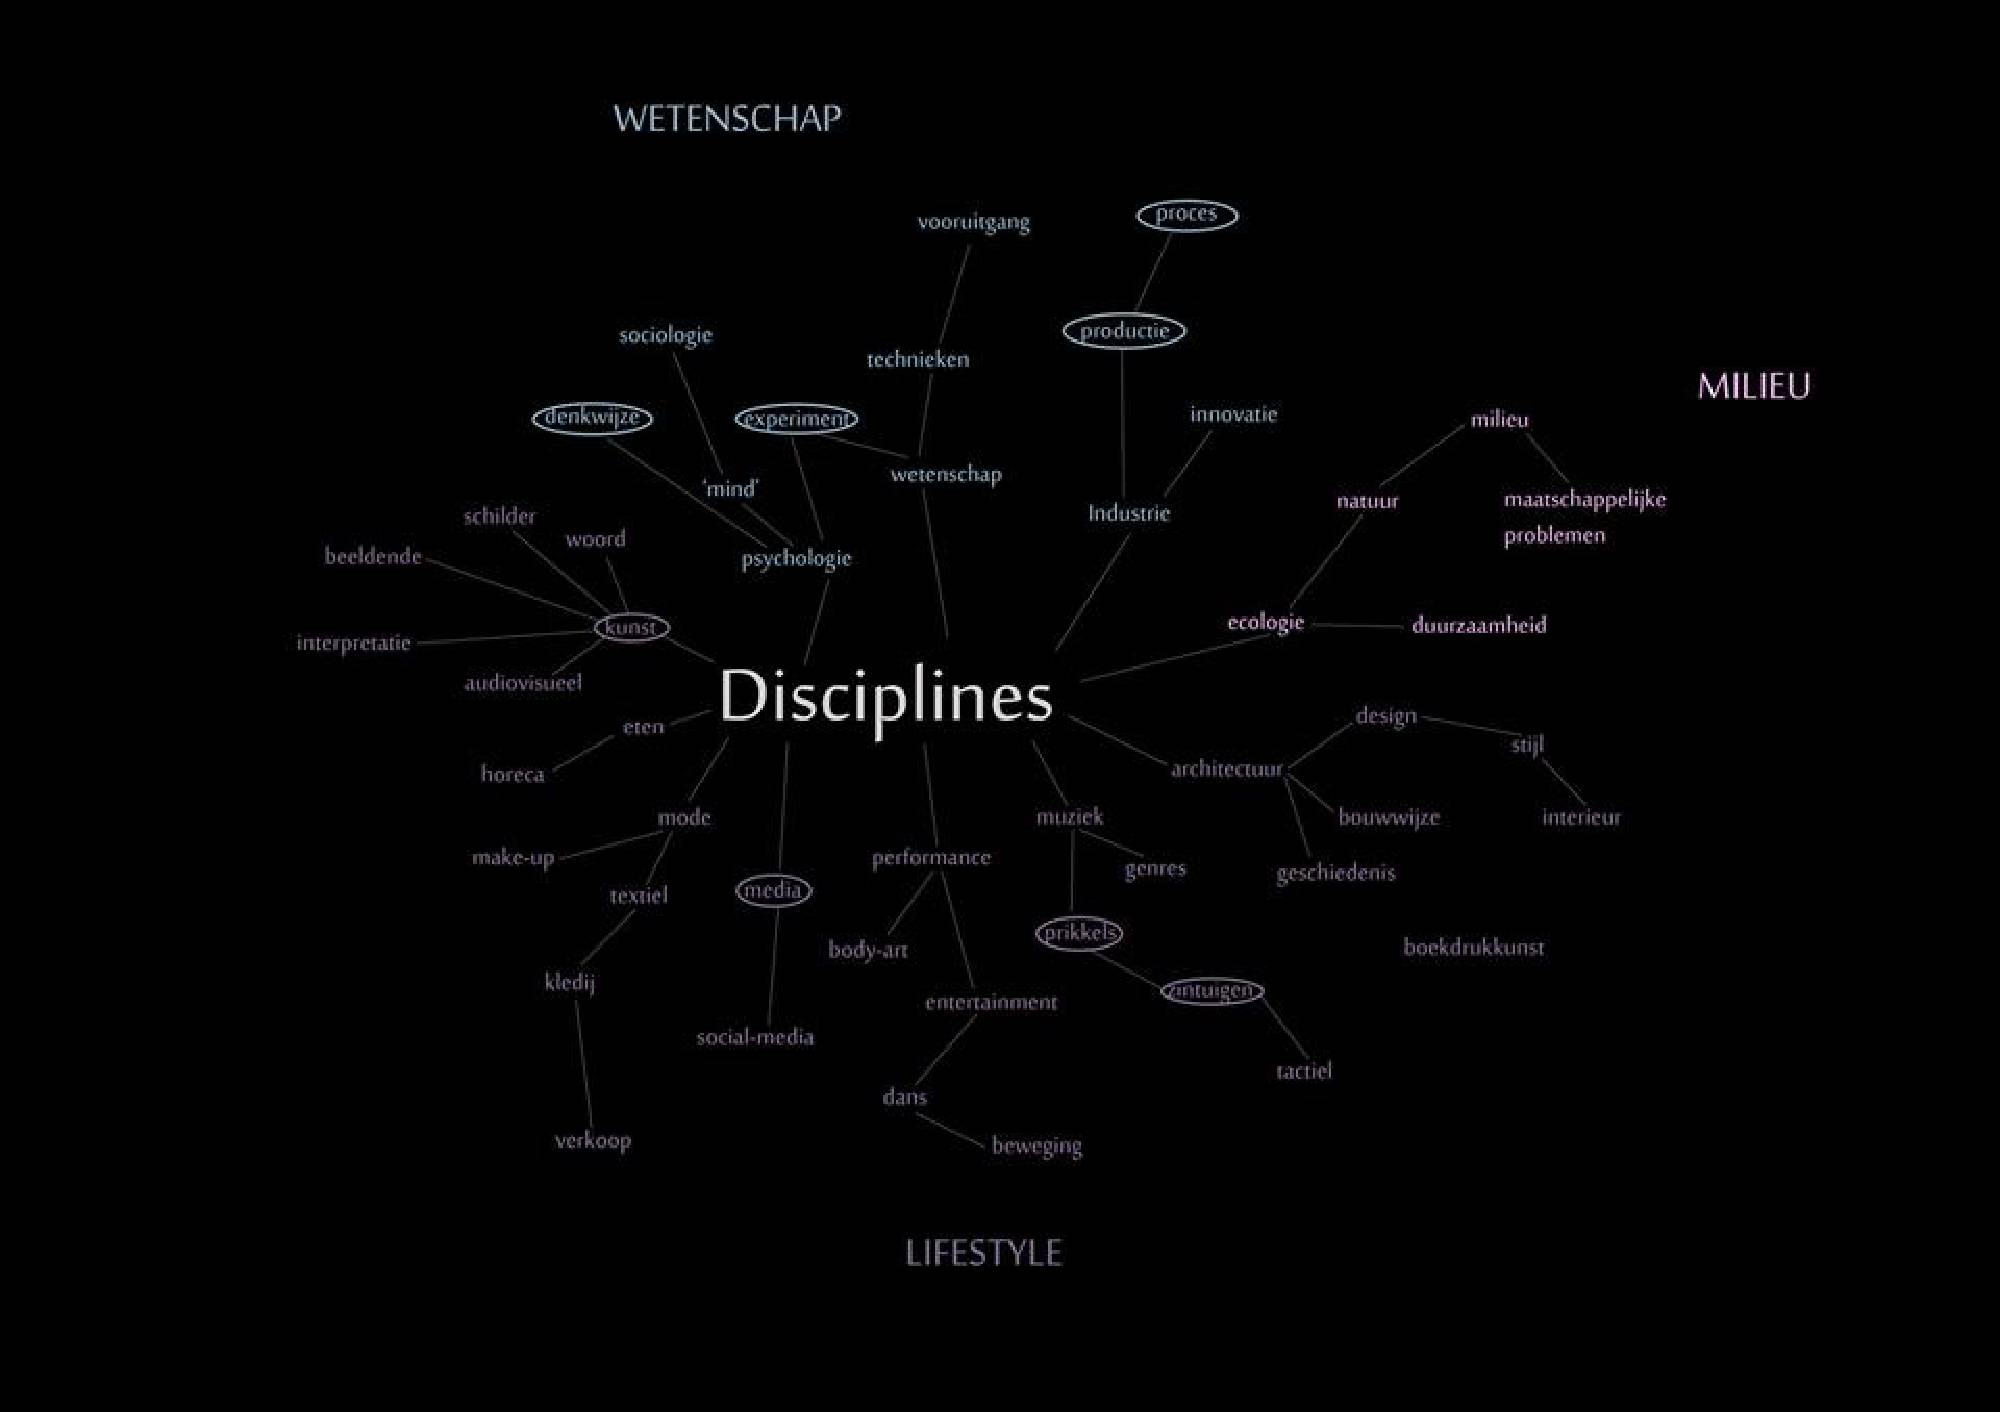 WETENSCHAP
proces
vooruitgang
productie
sociologie
technieken
MILIEU
innovatie
denkwijze
experiment
milieu
wetenschap
'mind'
maatschappelijke
natuur
Industrie
schilder
problemen
woord
beeldende
psychologie
ecologie
duurzaamheid
kunst
interpretatie
audiovisueel
Disciplines
design
eten
stijl
architectuur
horeca
mode
muziek
bouwwijze
interieur
make-up
performance
genres
geschiedenis
textiel
media
prikkels
body-art
boekdrukkunst
kledij
zintuigen
entertainment
social-media
tactiel
dans
verkoop
beweging
LIFESTYLE